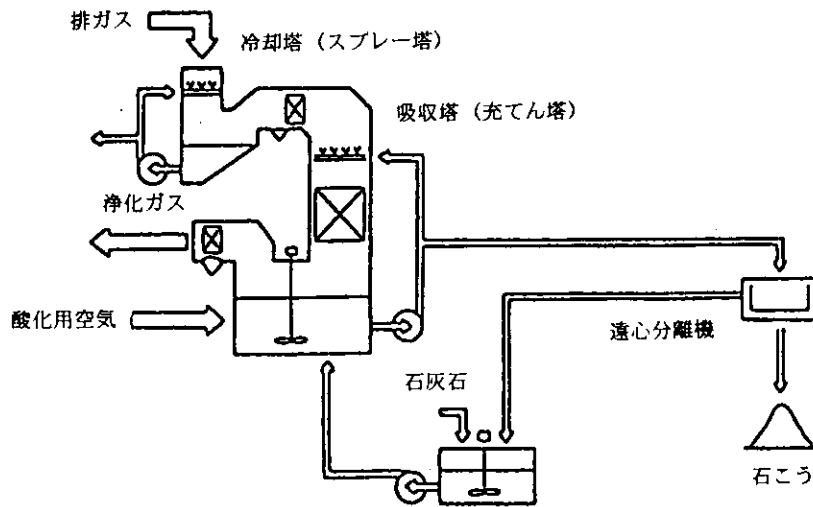 排ガス
冷却塔（スプレー塔）
吸収塔（充てん塔）
浄化ガス
酸化用空気
遠心分離機
石灰石
石こう